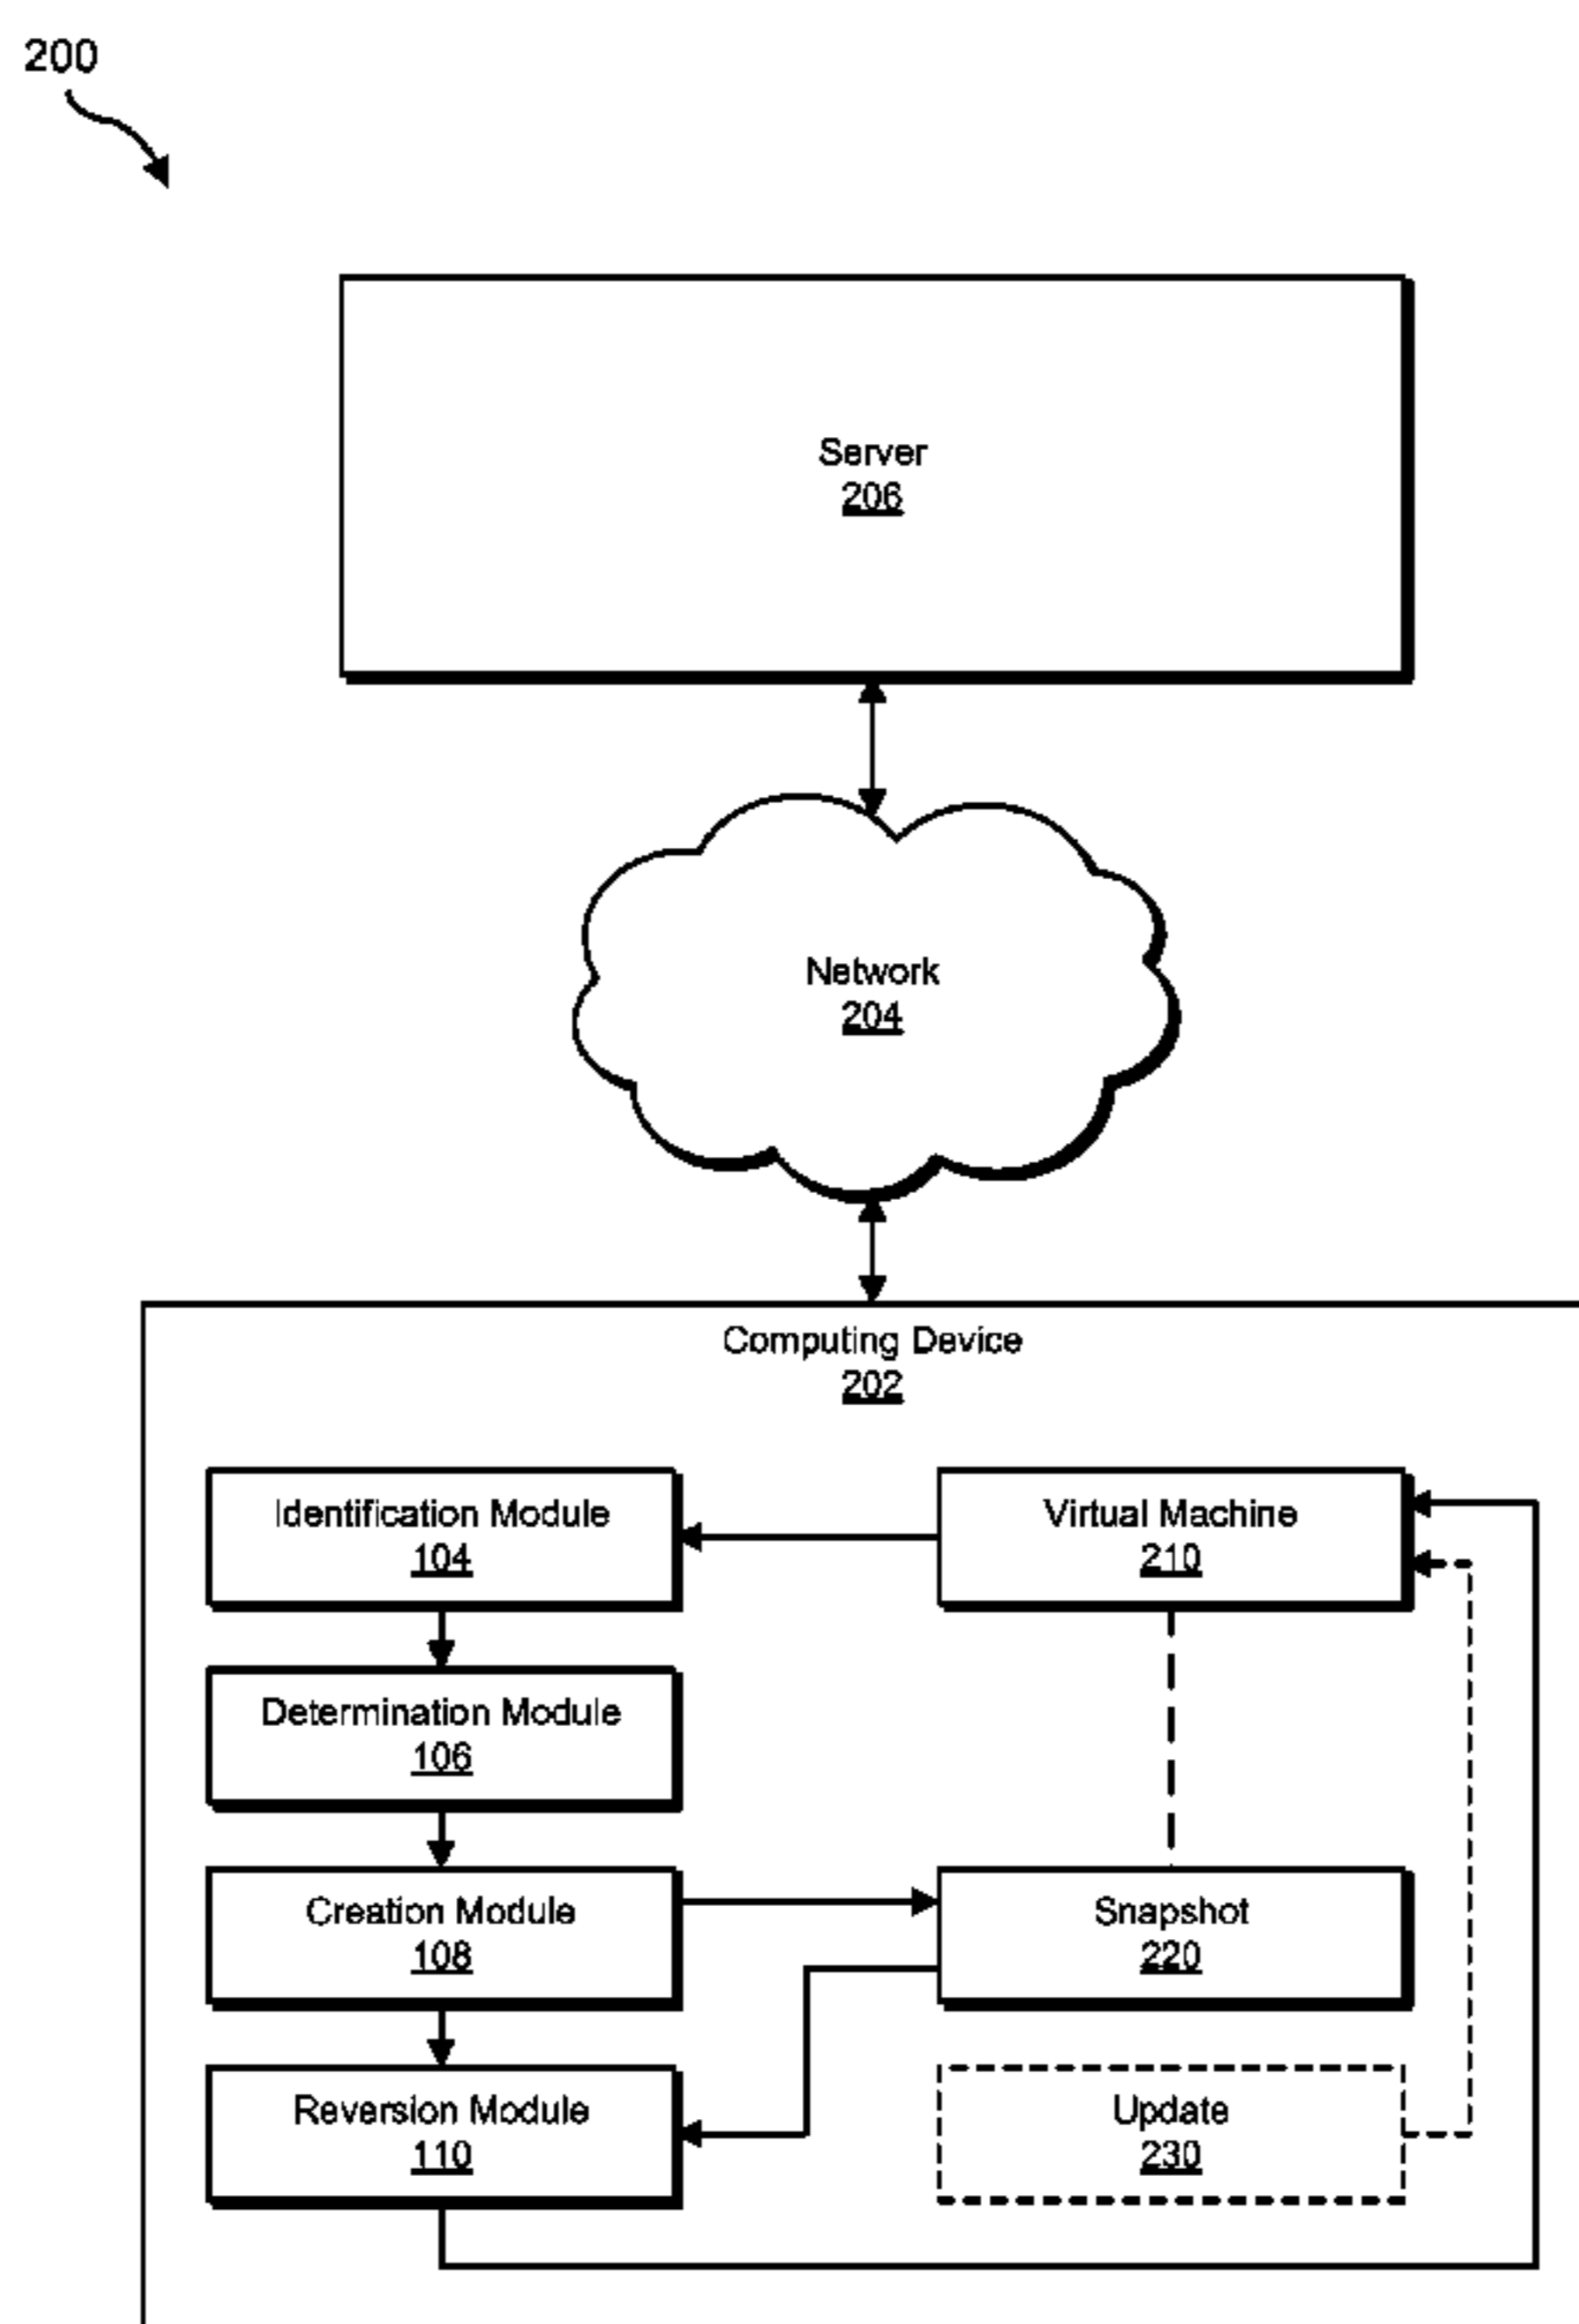 200
Server
206
Network
204
Computing Device
202
Identification Module
104
Virtual Machine
210
Determination Module
106
Creation Module
108
Snapshot
220
Reversion Module
110
Update
230